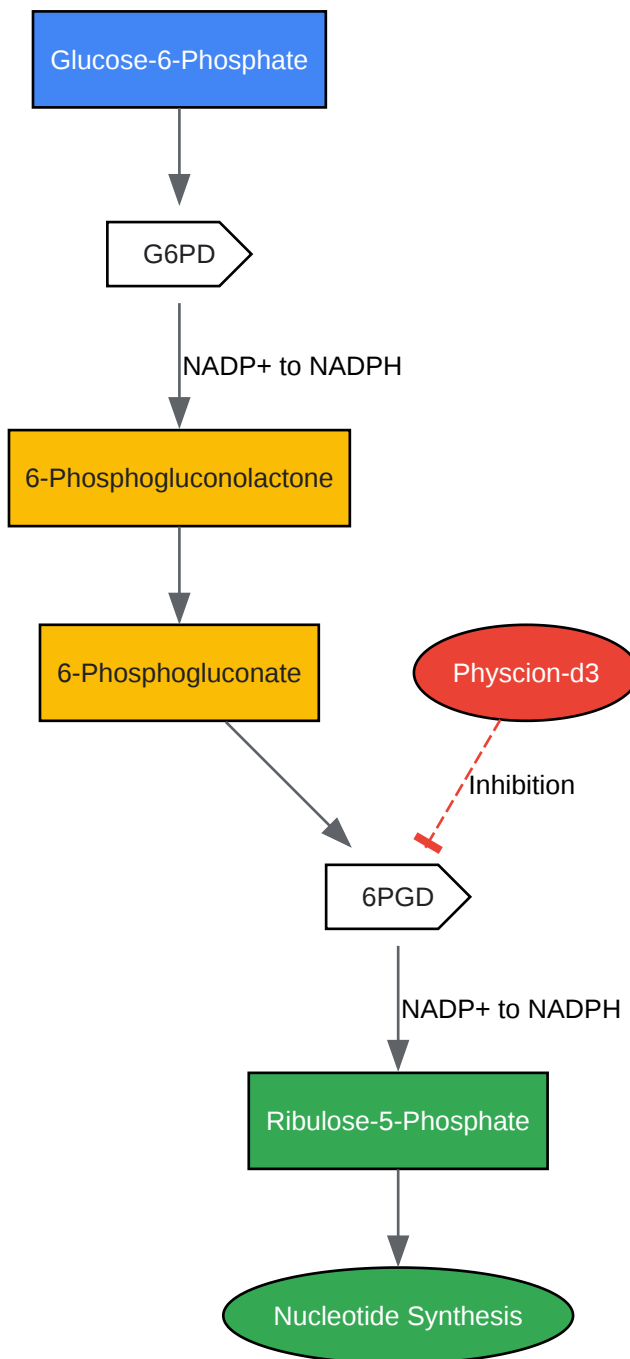 Glucose-6-Phosphate
G6PD
NADP+ to NADPH
6-Phosphogluconolactone
6-Phosphogluconate
Physcion-d3
Inhibition
6PGD
NADP+ to NADPH
Ribulose-5-Phosphate
Nucleotide Synthesis